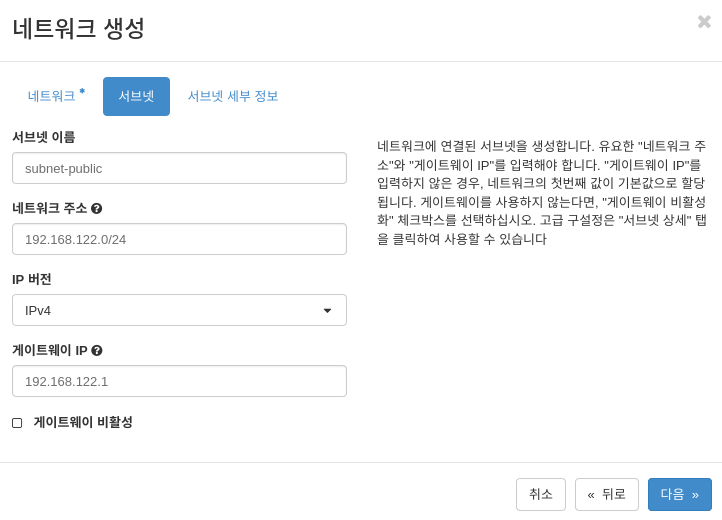 네트워크 생성
✖
네트워크 *
서브넷
서브넷 세부 정보
서브넷 이름
subnet-public
네트워크 주소
192.168.122.0/24
IP 버전
IPv4
게이트웨이 IP
192.168.122.1
게이트웨이 비활성
네트워크에 연결된 서브넷을 생성합니다. 유효한 "네트워크 주
소"와 "게이트웨이 IP"를 입력해야 합니다. "게이트웨이 IP"를
입력하지 않은 경우, 네트워크의 첫번째 값이 기본값으로 할당
됩니다. 게이트웨이를 사용하지 않는다면, "게이트웨이 비활성
화" 체크박스를 선택하십시오. 고급 구설정은 "서브넷 상세" 탭
을 클릭하여 사용할 수 있습니다
취소
« 뒤로
다음 »